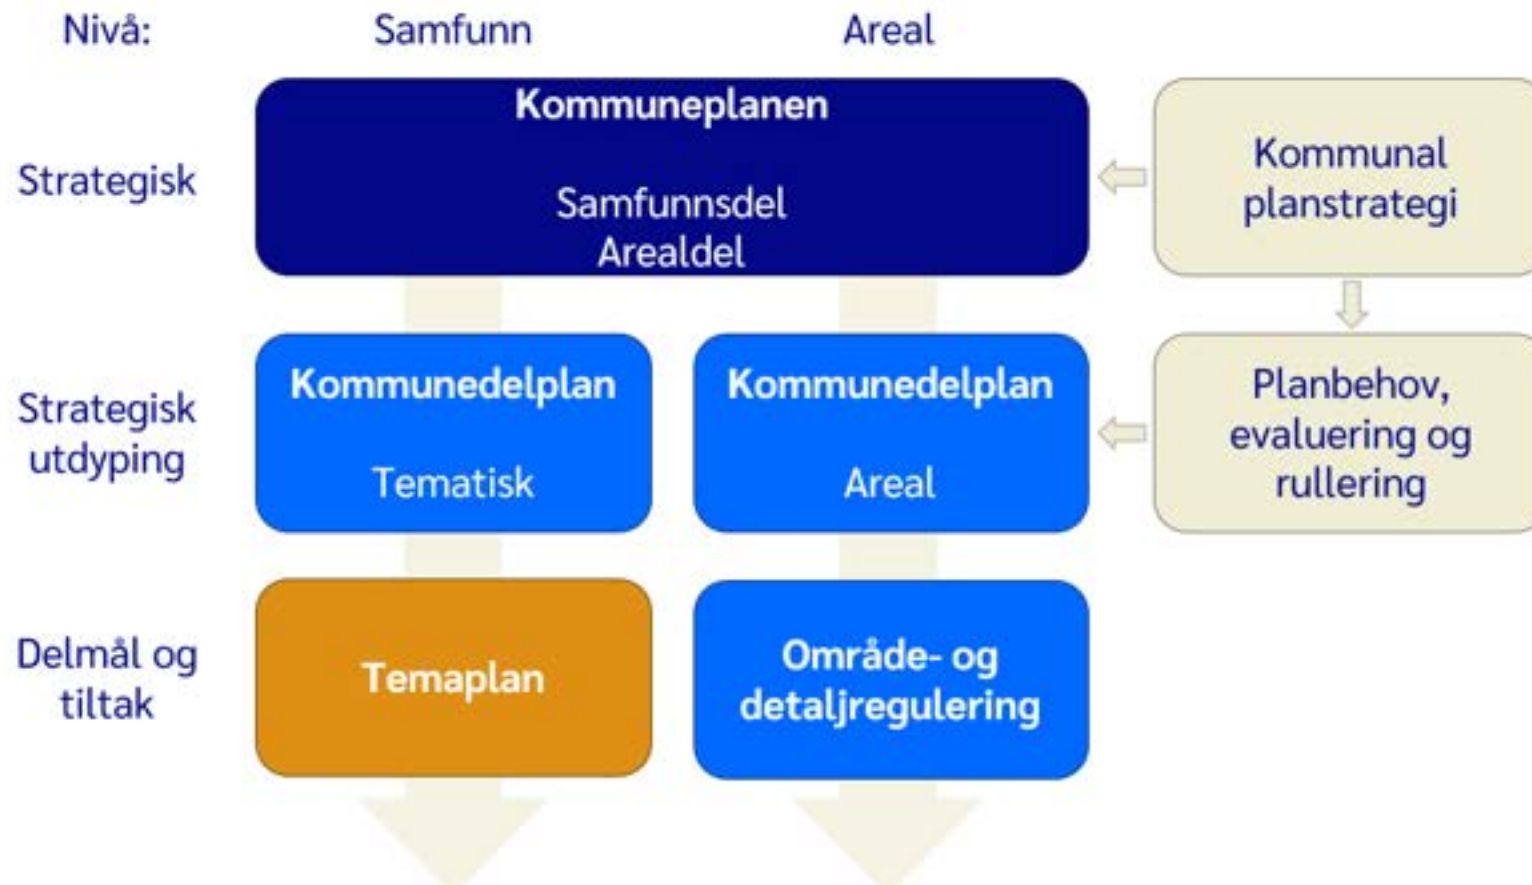 Nivå:
Samfunn
Areal
Strategisk
Kommuneplanen
Samfunnsdel
Arealdel
Kommunal
planstrategi
Strategisk
utdyping
Kommunedelplan
Tematisk
Kommunedelplan
Areal
Planbehov,
evaluering og
rullering
Delmål og
tiltak
Temaplan
Område- og
detaljregulering